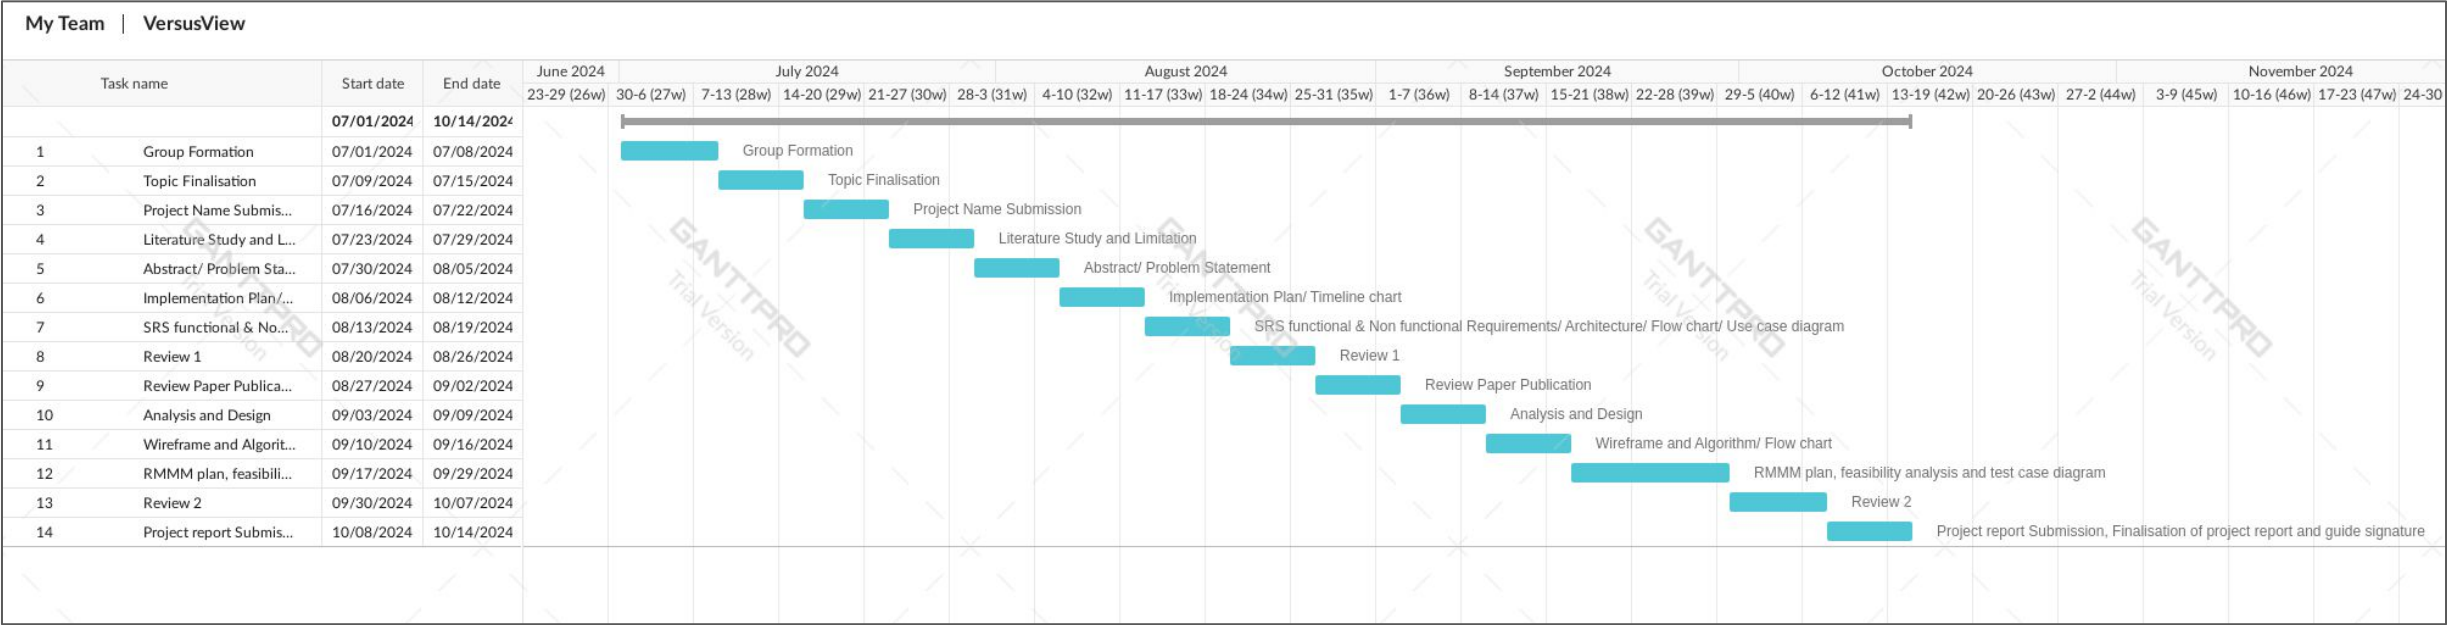 My Team | VersusView
Task name Start date End date June 2024 July 2024 August 2024 September 2024 October 2024 November 2024
23-29 (26w) 30-6 (27w) 7-13 (28w) 14-20 (29w) 21-27 (30w) 28-3 (31w) 4-10 (32w) 11-17 (33w) 18-24 (34w) 25-31 (35w) 1-7 (36w) 8-14 (37w) 15-21 (38w) 22-28 (39w) 29-5 (40w) 6-12 (41w) 13-19 (42w) 20-26 (43w) 27-2 (44w) 3-9 (45w) 10-16 (46w) 17-23 (47w) 24-30
07/01/2024 10/14/2024
1 Group Formation 07/01/2024 07/08/2024 Group Formation
2 Topic Finalisation 07/09/2024 07/15/2024 Topic Finalisation
3 Project Name Submis... 07/16/2024 07/22/2024 Project Name Submission
4 Literature Study and L... 07/23/2024 07/29/2024 Literature Study and Limitation
5 Abstract/ Problem Sta... 07/30/2024 08/05/2024 Abstract/ Problem Statement
6 Implementation Plan/... 08/06/2024 08/12/2024 Implementation Plan/ Timeline chart
7 SRS functional & No... 08/13/2024 08/19/2024 SRS functional & Non functional Requirements/ Architecture/ Flow chart/ Use case diagram
8 Review 1 08/20/2024 08/26/2024 Review 1
9 Review Paper Publica... 08/27/2024 09/02/2024 Review Paper Publication
10 Analysis and Design 09/03/2024 09/09/2024 Analysis and Design
11 Wireframe and Algorit... 09/10/2024 09/16/2024 Wireframe and Algorithm/ Flow chart
12 RMMM plan, feasibili... 09/17/2024 09/29/2024 RMMM plan, feasibility analysis and test case diagram
13 Review 2 09/30/2024 10/07/2024 Review 2
14 Project report Submis... 10/08/2024 10/14/2024 Project report Submission, Finalisation of project report and guide signature
GANTTPRO
Trial Version
GANTTPRO
Trial Version
GANTTPRO
Trial Version
GANTTPRO
Trial Version
GANTTPRO
Trial Version